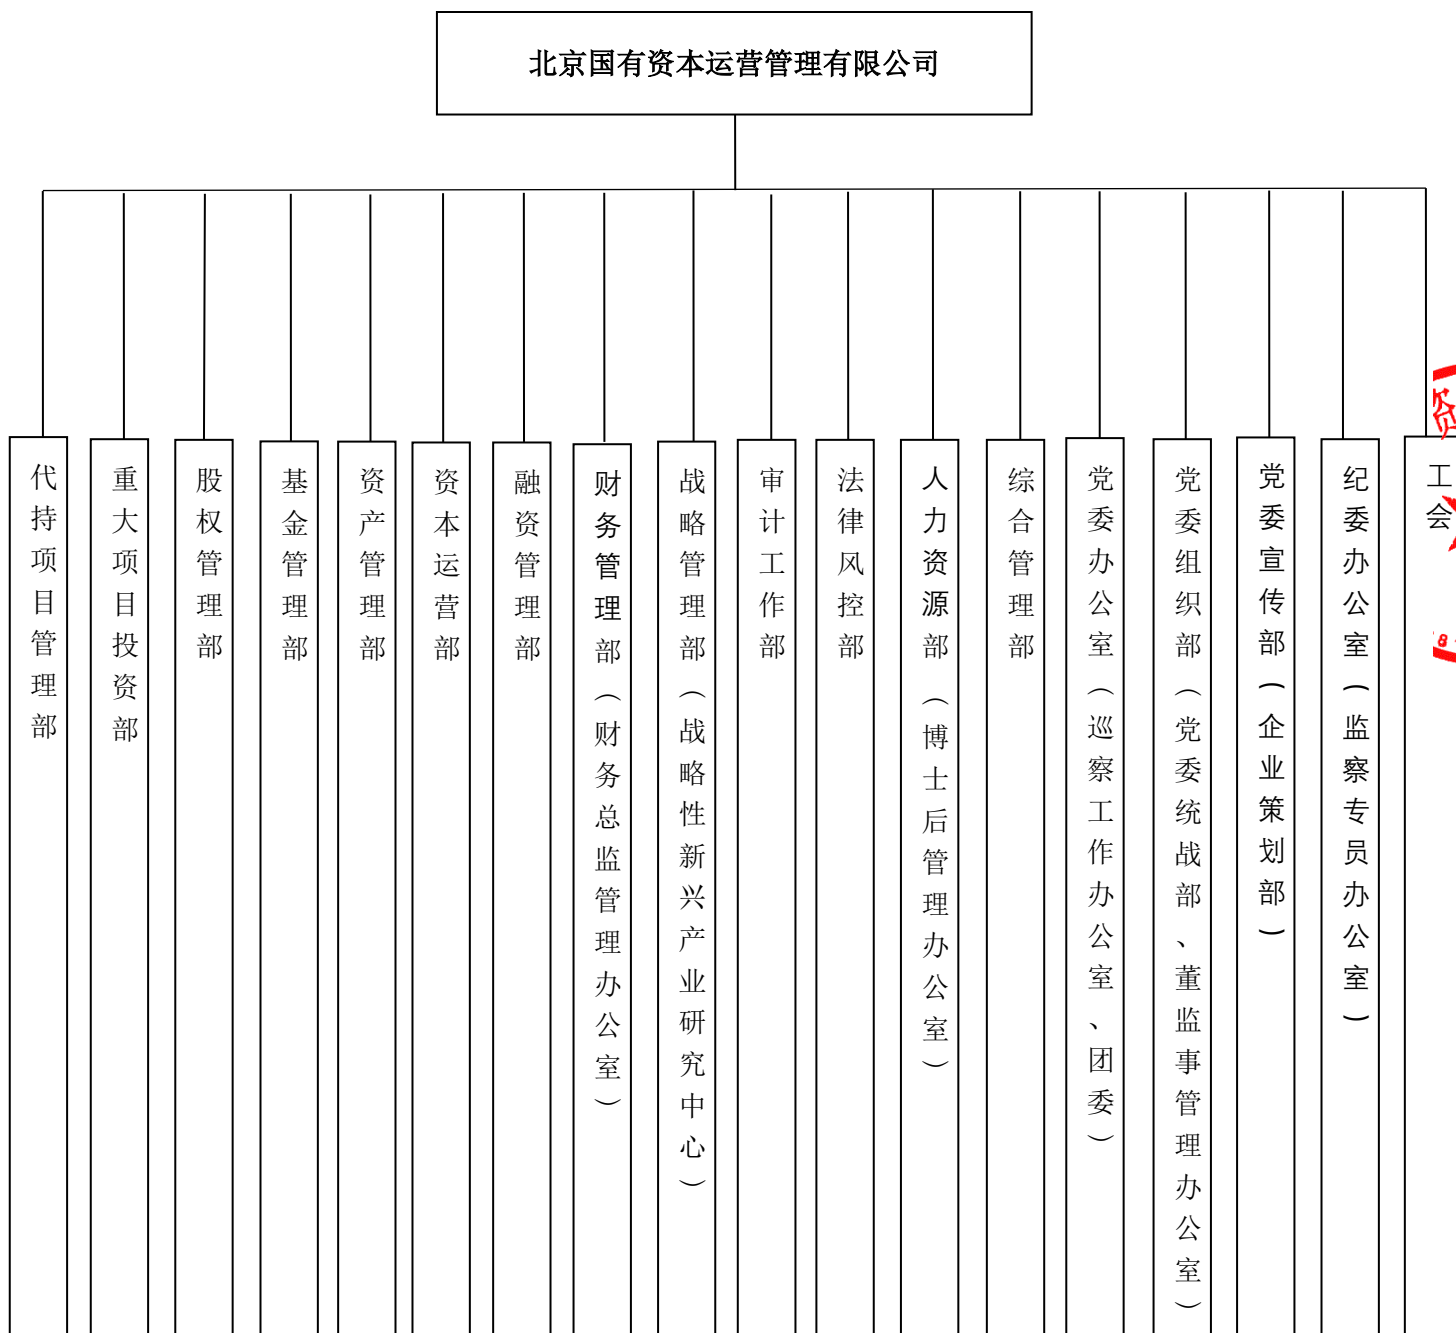 北京国有资本运营管理有限公司
代持项目管理部
重大项目投资部
股权管理部
基金管理部
资产管理部
资本运营部
融资管理部
财务管理部（财务总监管理办公室）
战略管理部（战略性新兴产业研究中心）
审计工作部
法律风控部
人力资源部（博士后管理办公室）
综合管理部
党委办公室（巡察工作办公室、团委）
党委组织部（党委统战部、董监事管理办公室）
党委宣传部（企业策划部）
纪委办公室（监察专员办公室）
工会
资
8